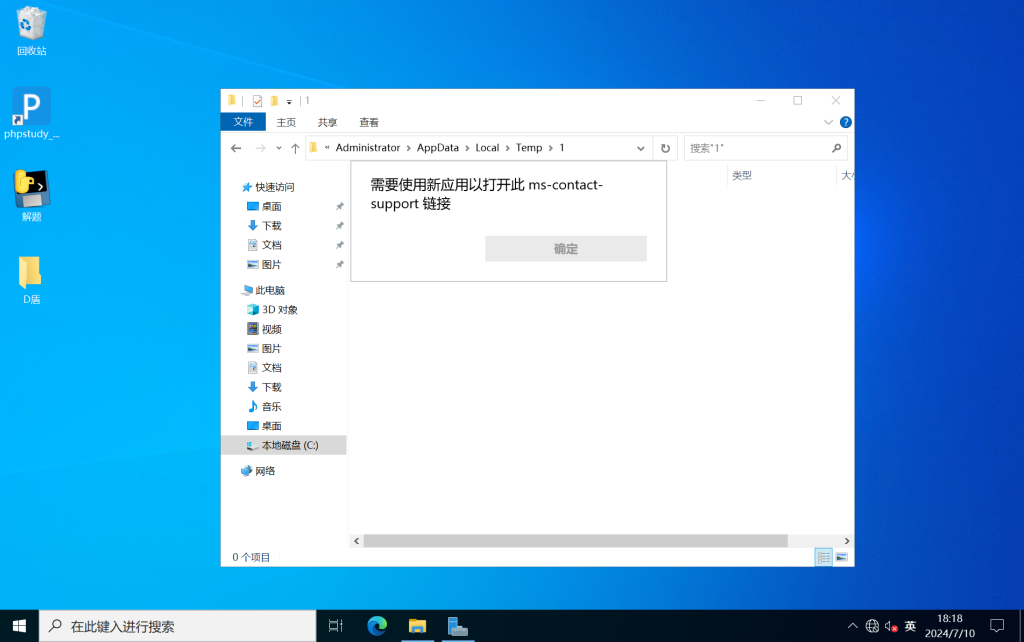 回收站
P
phpstudy_...
解题
D盾
1
文件 主页 共享 查看
« Administrator > AppData > Local > Temp > 1
搜索"1"
类型
大小
需要使用新应用以打开此 ms-contact-
support 链接
确定
快速访问
桌面
下载
文档
图片
此电脑
3D 对象
视频
图片
文档
下载
音乐
桌面
本地磁盘 (C:)
网络
0 个项目
在此键入进行搜索
英
18:18
2024/7/10